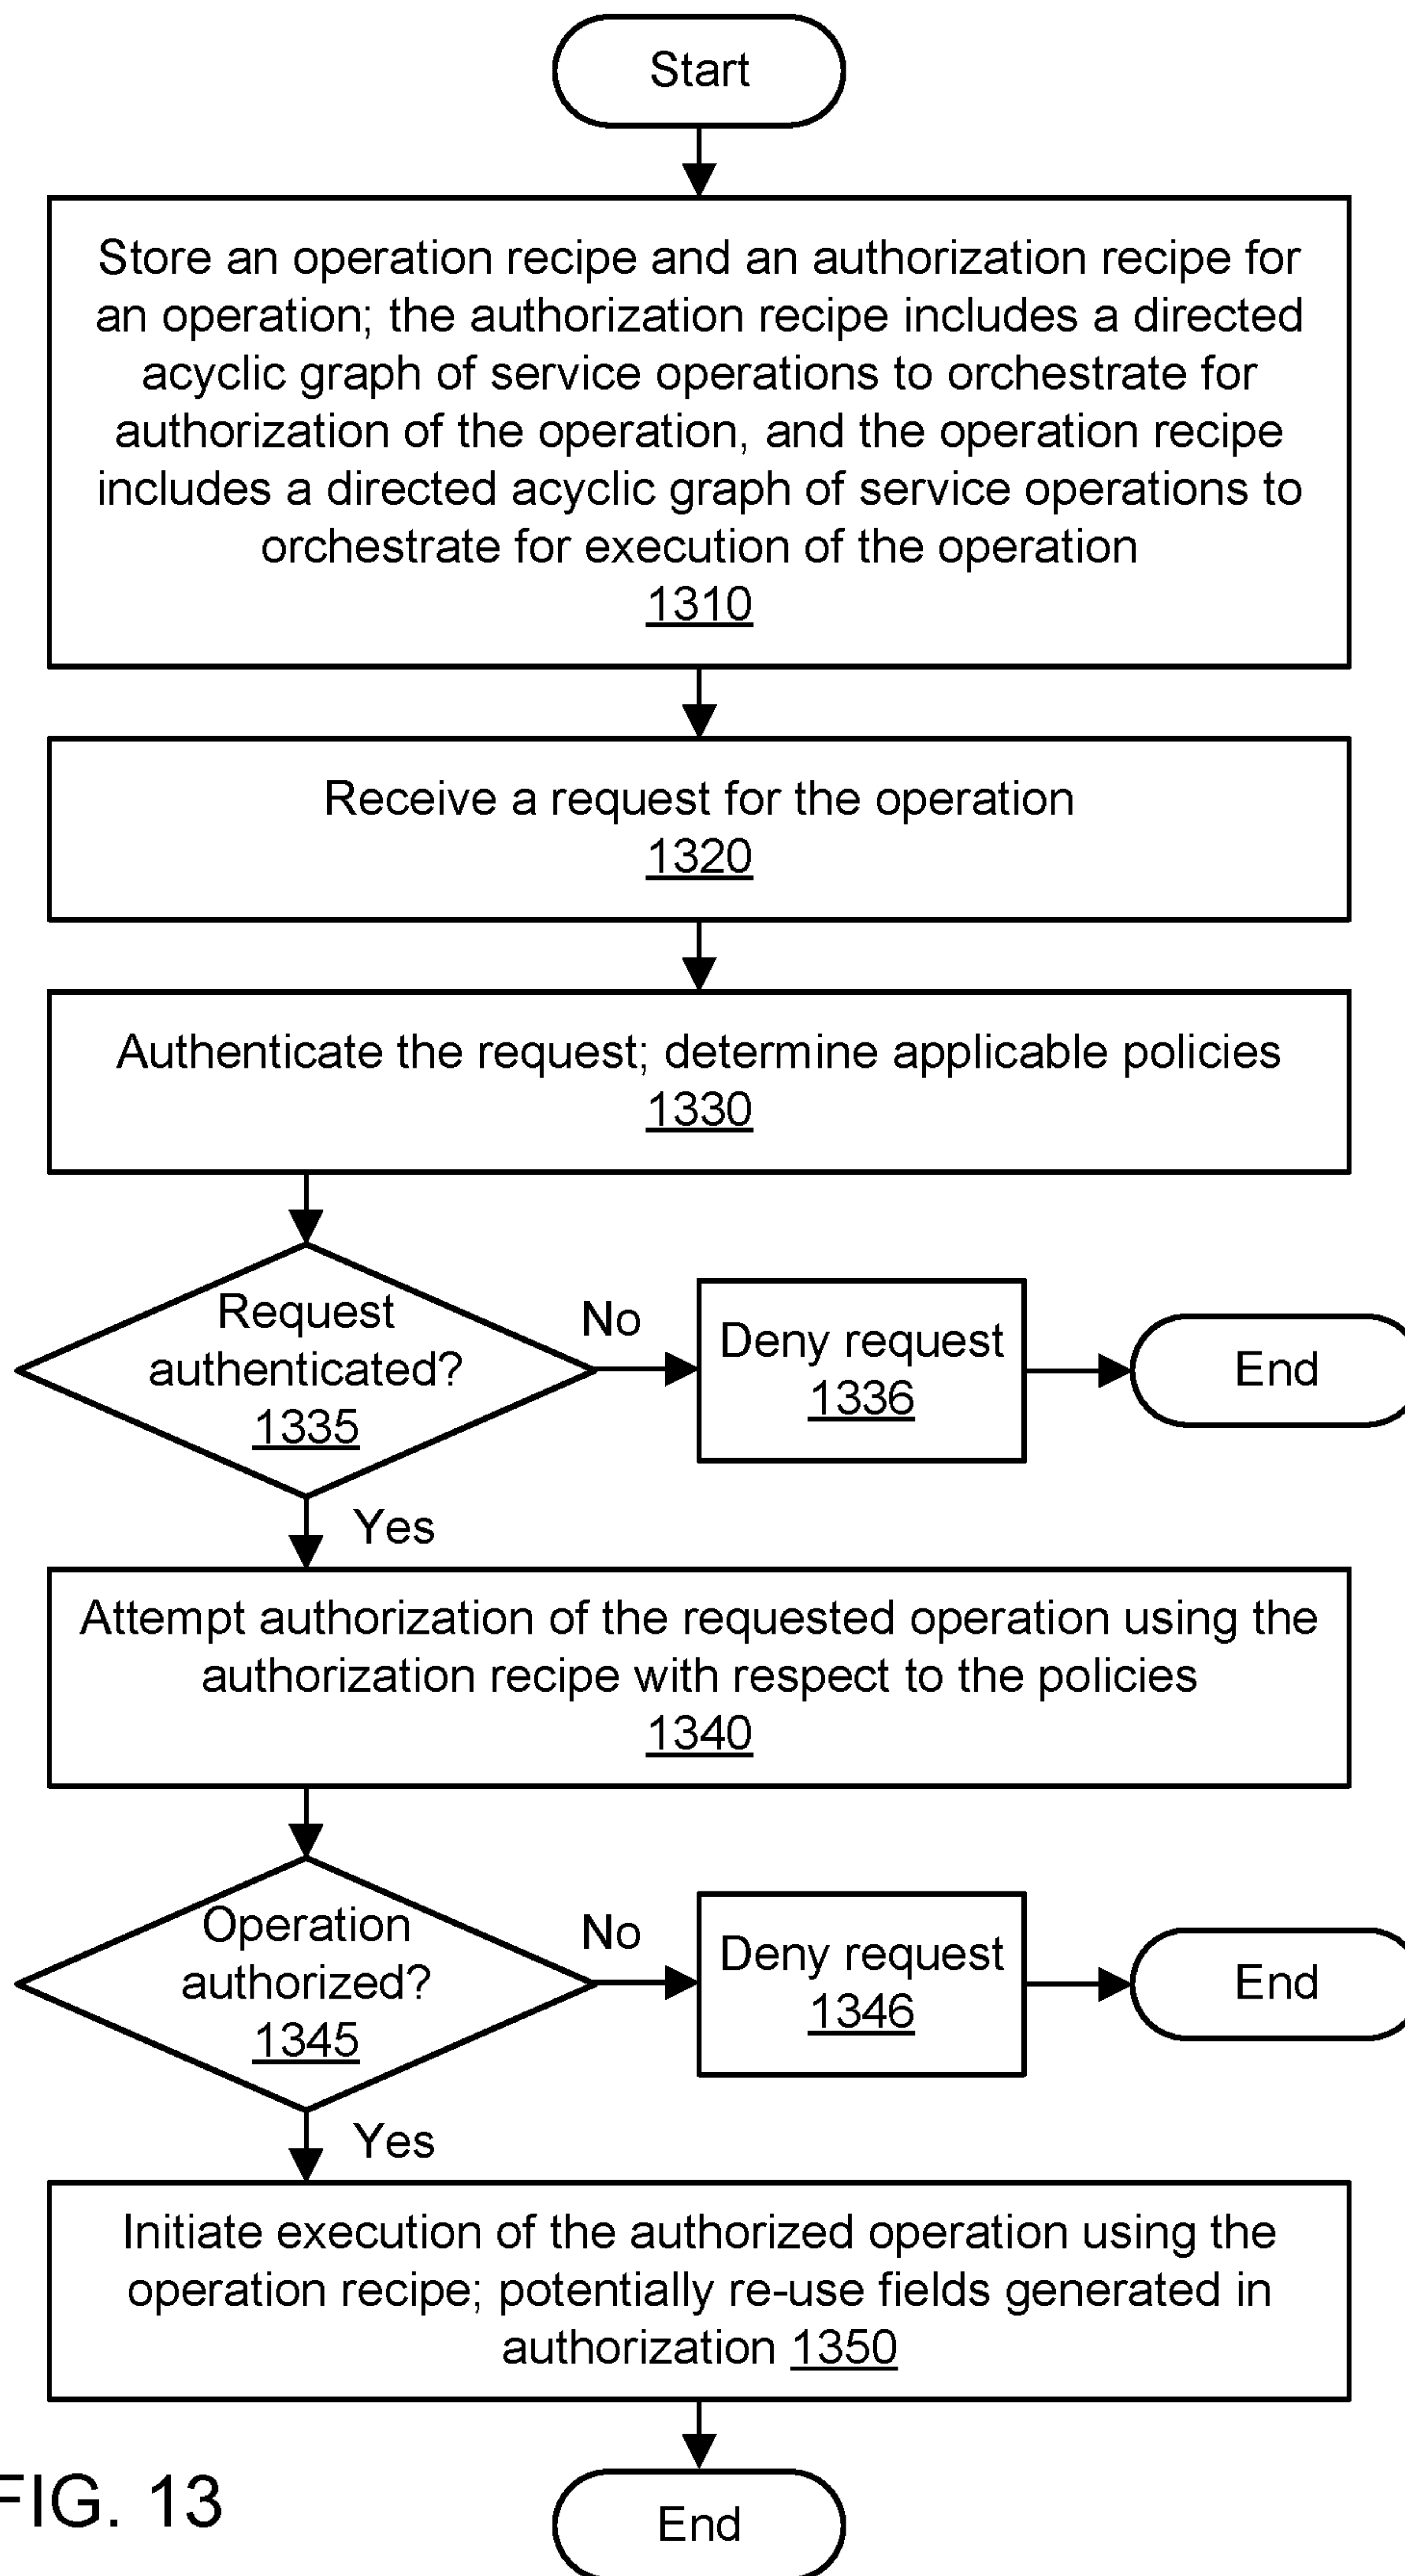 Start
Store an operation recipe and an authorization recipe for
an operation; the authorization recipe includes a directed
acyclic graph of service operations to orchestrate for
authorization of the operation, and the operation recipe
includes a directed acyclic graph of service operations to
orchestrate for execution of the operation
1310
Receive a request for the operation
1320
Authenticate the request; determine applicable policies
1330
Request
authenticated?
1335
No
Deny request
1336
End
Yes
Attempt authorization of the requested operation using the
authorization recipe with respect to the policies
1340
Operation
authorized?
1345
No
Deny request
1346
End
Yes
Initiate execution of the authorized operation using the
operation recipe; potentially re-use fields generated in
authorization 1350
End
FIG. 13